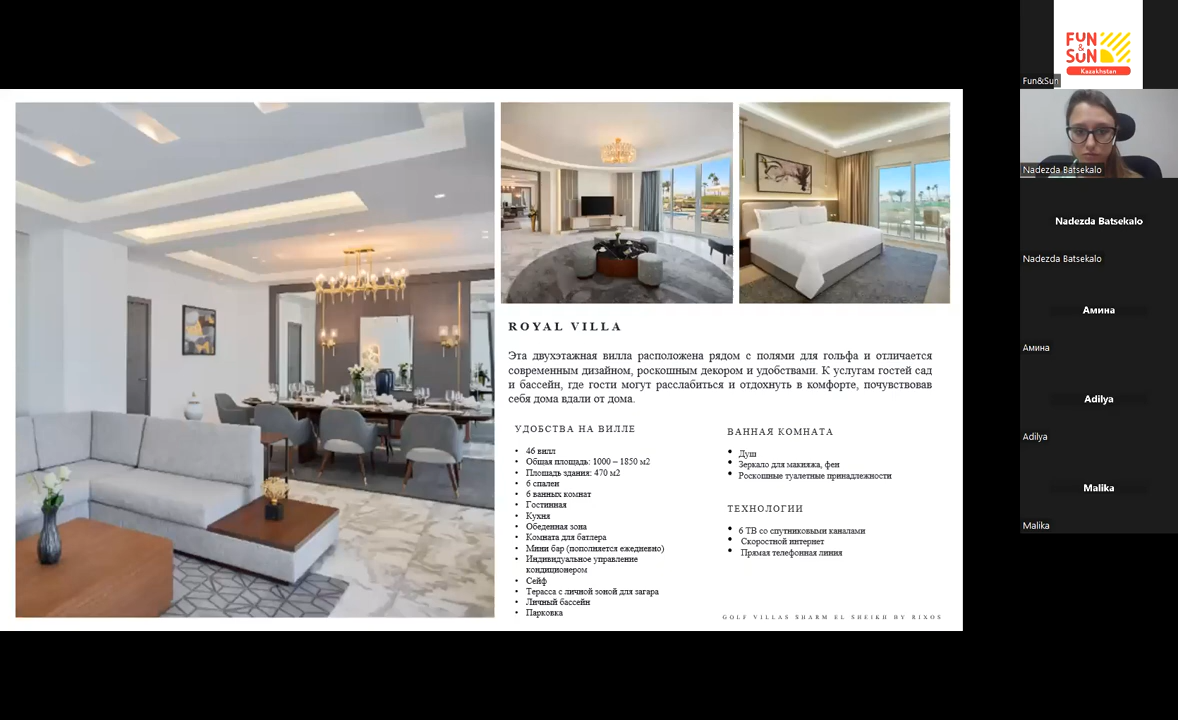 ROYAL VILLA
Эта двухэтажная вилла расположена рядом с полями для гольфа и отличается
современным дизайном, роскошным декором и удобствами. К услугам гостей сад
и бассейн, где гости могут расслабиться и отдохнуть в комфорте, почувствовав
себя дома вдали от дома.
УДОБСТВА НА ВИЛЛЕ
• 46 вилл
• Общая площадь: 1000 – 1850 м2
• Площадь здания: 470 м2
• 6 спален
• 6 ванных комнат
• Гостинная
• Кухня
• Обеденная зона
• Комната для батлера
• Мини бар (пополняется ежедневно)
• Индивидуальное управление
кондиционером
• Сейф
• Терасса с личной зоной для загара
• Личный бассейн
• Парковка
ВАННАЯ КОМНАТА
• Душ
• Зеркало для макияжа, фен
• Роскошные туалетные принадлежности
ТЕХНОЛОГИИ
• 6 ТВ со спутниковыми каналами
• Скоростной интернет
• Прямая телефонная линия
GOLF VILLAS SHARM EL SHEIKH BY RIXOS
FUN
&
SUN
Kazakhstan
Fun&Sun
Nadezda Batsekalo
Nadezda Batsekalo
Nadezda Batsekalo
Амина
Амина
Adilya
Adilya
Malika
Malika